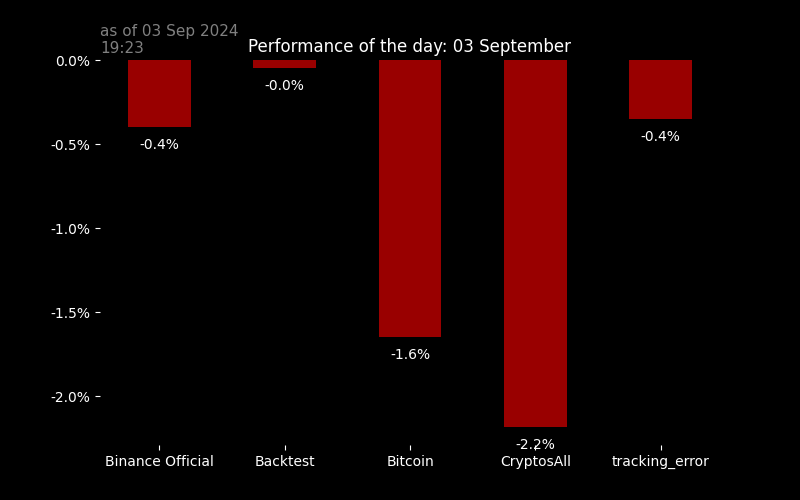 as of 03 Sep 2024
19:23
Performance of the day: 03 September
0.0%
-0.5%
-1.0%
-1.5%
-2.0%
-0.4%
-0.0%
-1.6%
-2.2%
-0.4%
Binance Official
Backtest
Bitcoin
CryptosAll
tracking_error